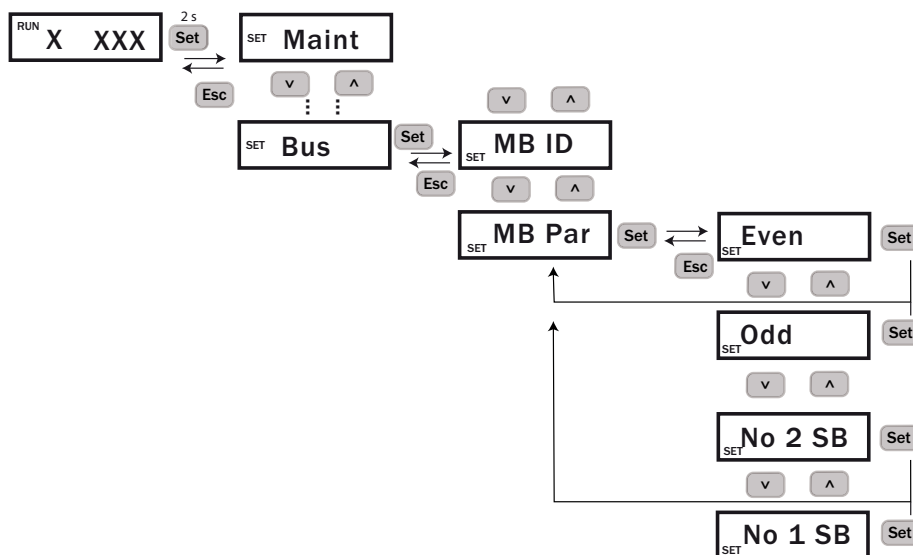 2 s
RUN X XXX Set SET Maint
Esc ˅ ˄
˅ ˄
SET Bus Set SET MB ID
Esc ˅ ˄
SET MB Par Set SET Even Set
Esc
˅ ˄
SET Odd Set
˅ ˄
SET No 2 SB Set
˅ ˄
SET No 1 SB Set